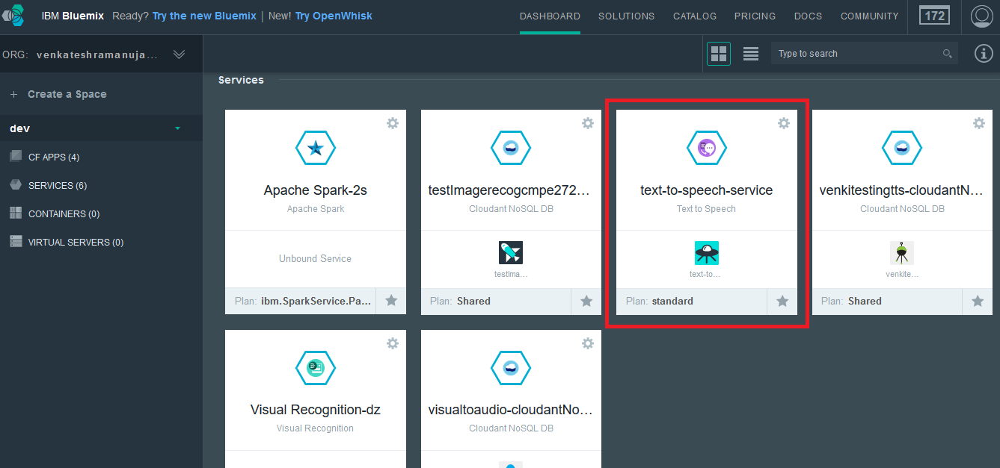 IBM Bluemix Ready? Try the new Bluemix | New! Try OpenWhisk
DASHBOARD SOLUTIONS CATALOG PRICING DOCS COMMUNITY 172
ORG: venkateshramanuja...
Type to search
+ Create a Space
dev
CF APPS (4)
SERVICES (6)
CONTAINERS (0)
VIRTUAL SERVERS (0)
Services
Apache Spark-2s
Apache Spark
Unbound Service
Plan: ibm.SparkService.Pa...
testImagerecogcmpe272...
Cloudant NoSQL DB
testIma...
Plan: Shared
text-to-speech-service
Text to Speech
text-to...
Plan: standard
venkitestingtts-cloudantN...
Cloudant NoSQL DB
venkite...
Plan: Shared
Visual Recognition-dz
Visual Recognition
visualtoaudio-cloudantNo...
Cloudant NoSQL DB